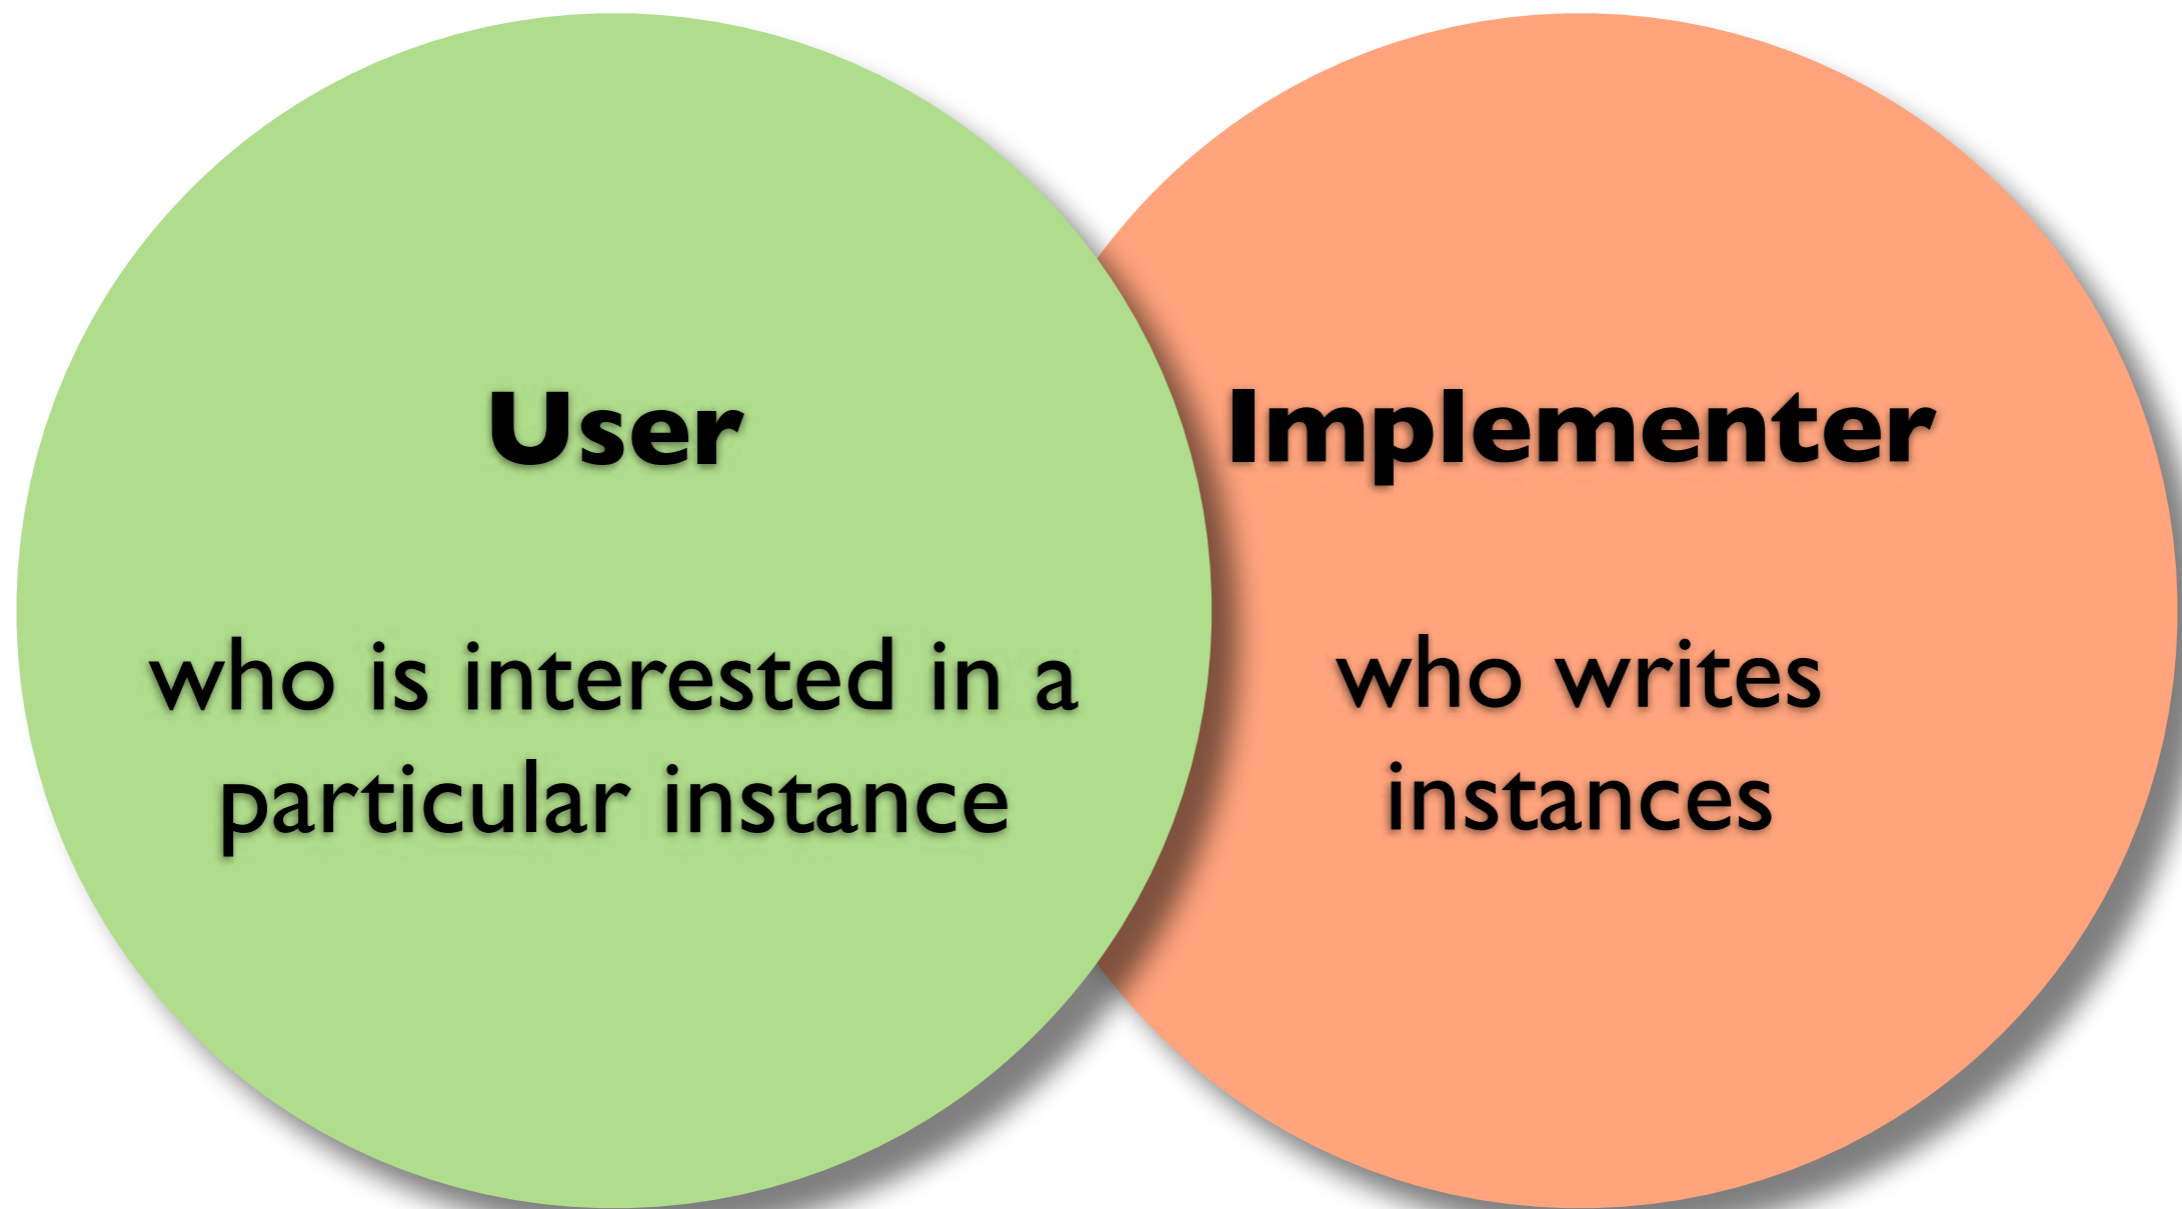 User
who is interested in a
particular instance
Implementer
who writes
instances